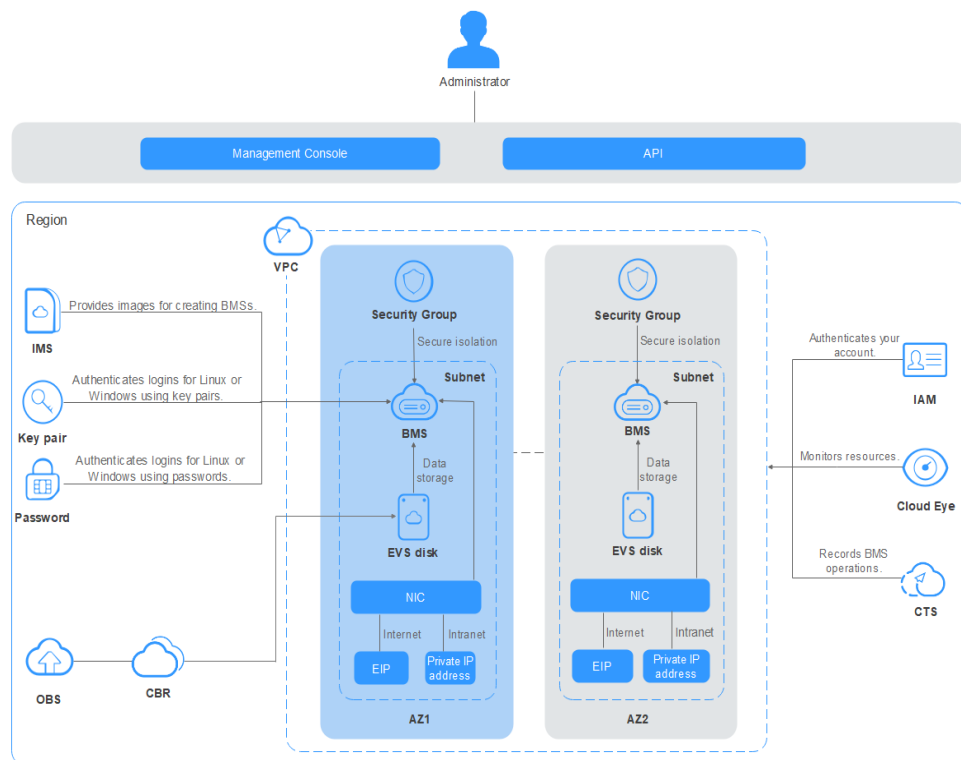 Administrator
Management Console
API
Region
VPC
Security Group
Security Group
Provides images for creating BMSs.
IMS
Secure isolation
Secure isolation
Authenticates your
account.
Subnet
Subnet
Authenticates logins for Linux or
Windows using key pairs.
IAM
Key pair
BMS
BMS
Authenticates logins for Linux or
Windows using passwords.
Data
storage
Data
storage
Monitors resources.
Password
Cloud Eye
EVS disk
EVS disk
Records BMS
operations.
NIC
NIC
CTS
Internet
Intranet
Internet
Intranet
EIP
Private IP
address
EIP
Private IP
address
OBS
CBR
AZ1
AZ2